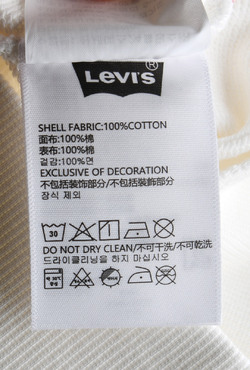 Levi's®
SHELL FABRIC:100%COTTON
面布:100%棉
表布:100%棉
겉감:100%면
EXCLUSIVE OF DECORATION
不包括装饰部分/不包括裝飾部分
장식 제외
30
DO NOT DRY CLEAN/不可干洗/不可乾洗
드라이클리닝을 하지 마십시오